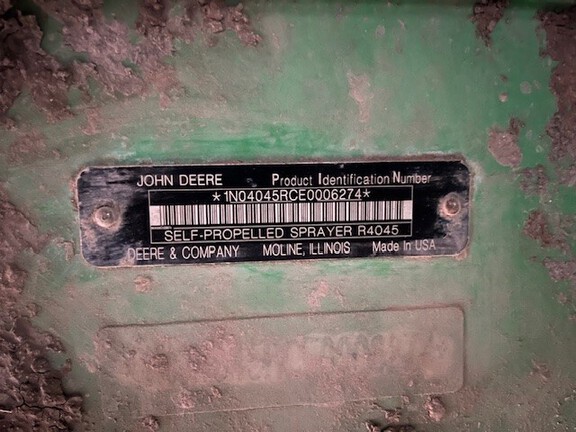 JOHN DEERE Product Identification Number
*1N04045RCE0006274*
SELF-PROPELLED SPRAYER R4045
DEERE & COMPANY MOLINE, ILLINOIS Made In USA